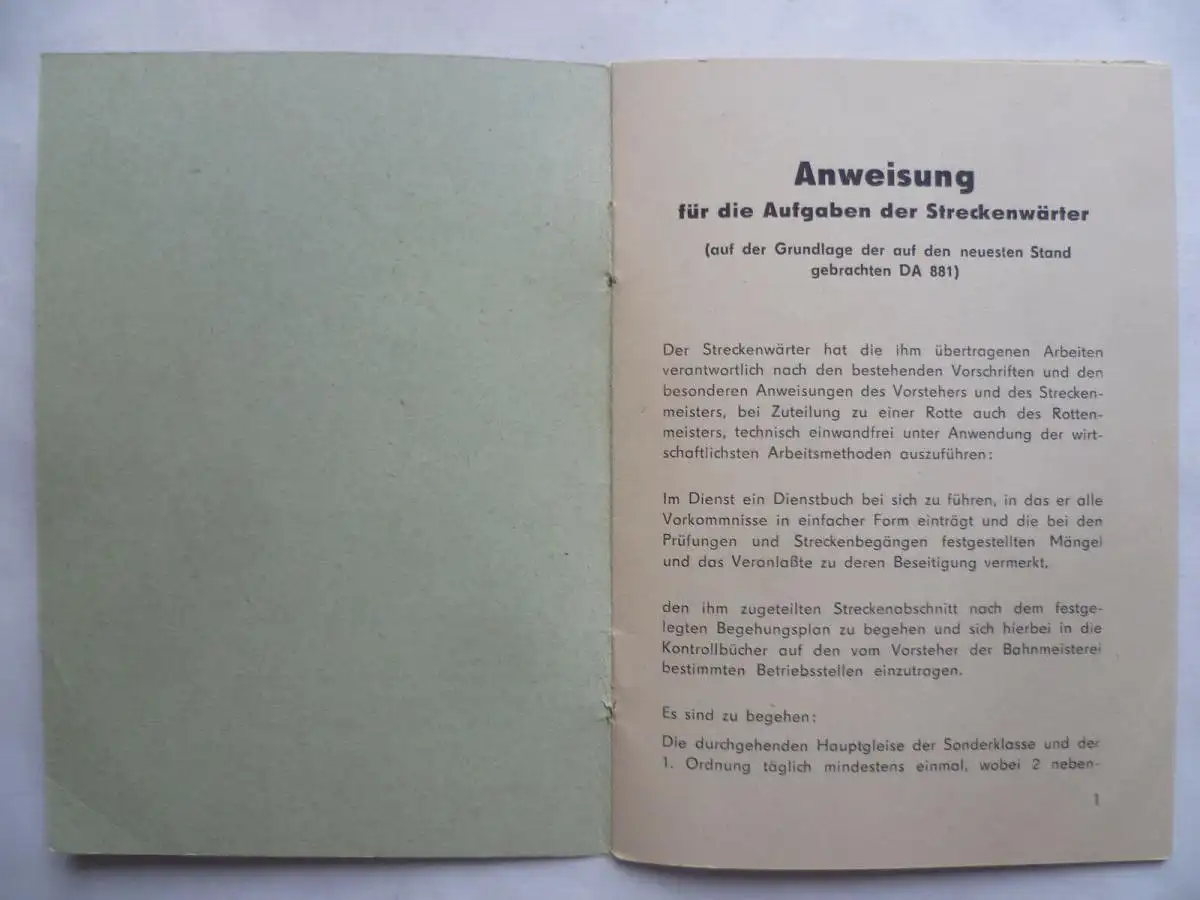 Anweisung
für die Aufgaben der Streckenwärter
(auf der Grundlage der auf den neuesten Stand
gebrachten DA 881)
Der Streckenwärter hat die ihm übertragenen Arbeiten
verantwortlich nach den bestehenden Vorschriften und den
besonderen Anweisungen des Vorstehers und des Strecken-
meisters, bei Zuteilung zu einer Rotte auch des Rotten-
meisters, technisch einwandfrei unter Anwendung der wirt-
schaftlichsten Arbeitsmethoden auszuführen:
Im Dienst ein Dienstbuch bei sich zu führen, in das er alle
Vorkommnisse in einfacher Form einträgt und die bei den
Prüfungen und Streckenbegängen festgestellten Mängel
und das Veranlaßte zu deren Beseitigung vermerkt.
den ihm zugeteilten Streckenabschnitt nach dem festge-
legten Begehungsplan zu begehen und sich hierbei in die
Kontrollbücher auf den vom Vorsteher der Bahnmeisterei
bestimmten Betriebsstellen einzutragen.
Es sind zu begehen:
Die durchgehenden Hauptgleise der Sonderklasse und der
1. Ordnung täglich mindestens einmal, wobei 2 neben-
1